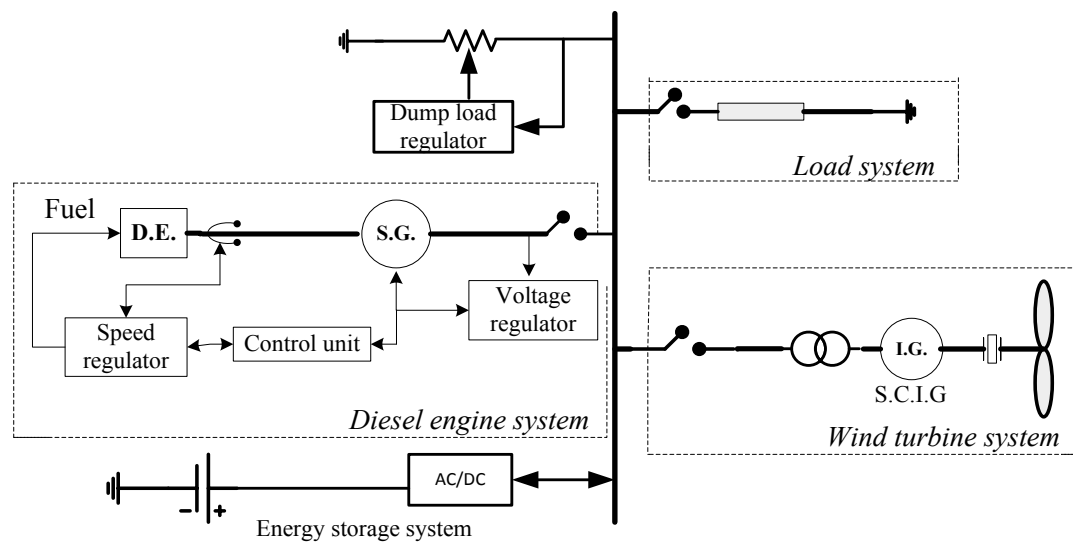 Dump load
regulator
Load system
Fuel
D.E.
S.G.
Voltage
regulator
Speed
regulator
Control unit
Diesel engine system
I.G.
S.C.I.G
Wind turbine system
AC/DC
- +
Energy storage system